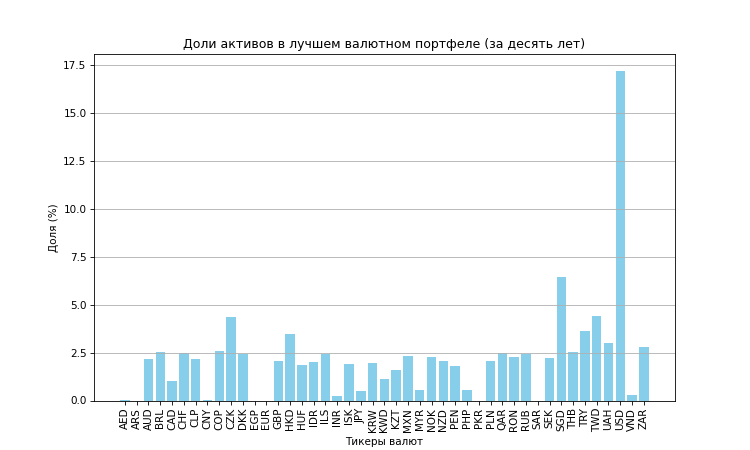 Доли активов в лучшем валютном портфеле (за десять лет)
Доля (%)
17.5
15.0
12.5
10.0
7.5
5.0
2.5
0.0
AED ARS AUD BRL CAD CHF CLP CNY COP CZK DKK EGP EUR GBP HKD HUF IDR ILS INR ISK JPY KRW KWD KZT MXN MYR NOK NZD PEN PHP PKR PLN QAR RON RUB SAR SEK SGD THB TRY TWD UAH USD VND ZAR
Тикеры валют